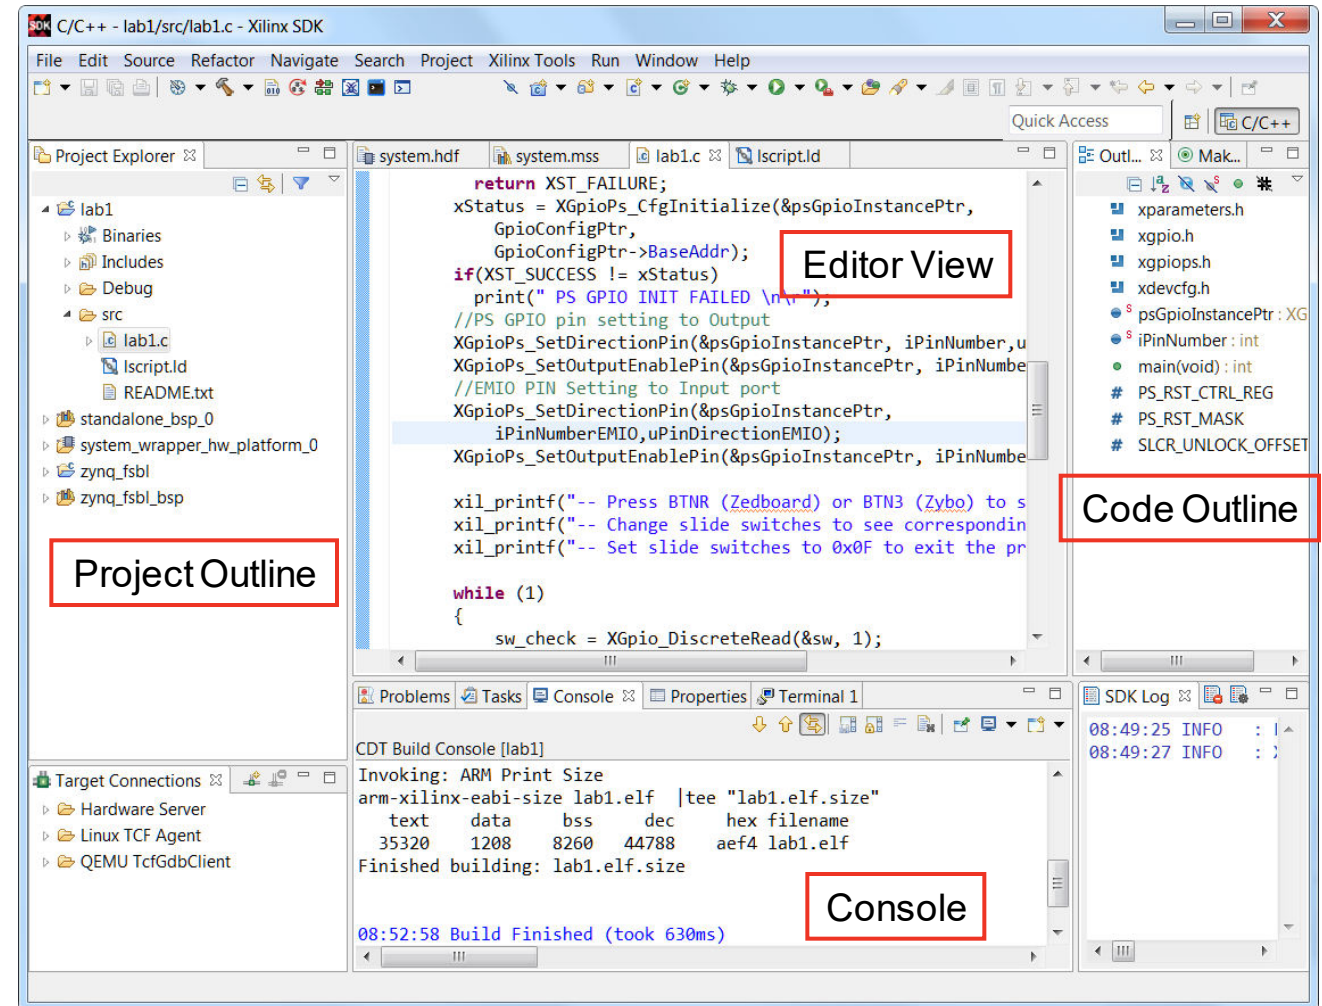 SDK C/C++ - lab1/src/lab1.c - Xilinx SDK
File Edit Source Refactor Navigate Search Project Xilinx Tools Run Window Help
Quick Access
C/C++
Project Explorer
lab1
Binaries
Includes
Debug
src
lab1.c
lscript.ld
README.txt
standalone_bsp_0
system_wrapper_hw_platform_0
zynq_fsbl
zynq_fsbl_bsp
Project Outline
Target Connections
Hardware Server
Linux TCF Agent
QEMU TcfGdbClient
system.hdf system.mss lab1.c lscript.ld
return XST_FAILURE;
xStatus = XGpioPs_CfgInitialize(&psGpioInstancePtr,
GpioConfigPtr,
GpioConfigPtr->BaseAddr);
if(XST_SUCCESS != xStatus)
print(" PS GPIO INIT FAILED \n\r");
//PS GPIO pin setting to Output
XGpioPs_SetDirectionPin(&psGpioInstancePtr, iPinNumber,u
XGpioPs_SetOutputEnablePin(&psGpioInstancePtr, iPinNumbe
//EMIO PIN Setting to Input port
XGpioPs_SetDirectionPin(&psGpioInstancePtr,
iPinNumberEMIO,uPinDirectionEMIO);
XGpioPs_SetOutputEnablePin(&psGpioInstancePtr, iPinNumbe
xil_printf("-- Press BTNR (Zedboard) or BTN3 (Zybo) to s
xil_printf("-- Change slide switches to see correspondin
xil_printf("-- Set slide switches to 0x0F to exit the pr
while (1)
{
sw_check = XGpio_DiscreteRead(&sw, 1);
Editor View
Outl... Mak...
xparameters.h
xgpio.h
xgpiops.h
xdevcfg.h
psGpioInstancePtr : XG
iPinNumber : int
main(void) : int
# PS_RST_CTRL_REG
# PS_RST_MASK
# SLCR_UNLOCK_OFFSET
Code Outline
Problems Tasks Console Properties Terminal 1
CDT Build Console [lab1]
Invoking: ARM Print Size
arm-xilinx-eabi-size lab1.elf |tee "lab1.elf.size"
text data bss dec hex filename
35320 1208 8260 44788 aef4 lab1.elf
Finished building: lab1.elf.size
08:52:58 Build Finished (took 630ms)
Console
SDK Log
08:49:25 INFO :
08:49:27 INFO :